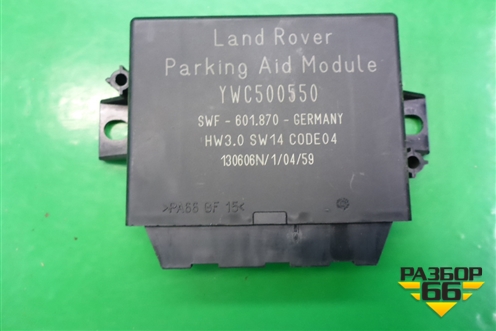 Land Rover
Parking Aid Module
YWC500550
SWF - 601.870 - GERMANY
HW3.0 SW14 CODE04
130606N/1/04/59
>PA66 GF 15<
РАЗБОР
66